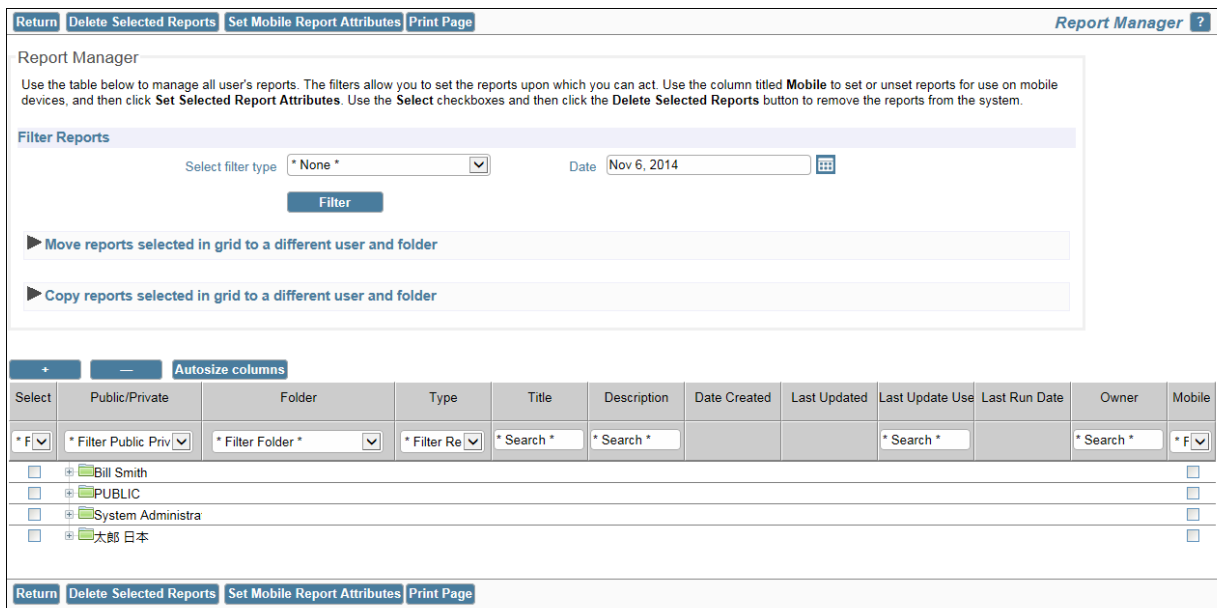 Return Delete Selected Reports Set Mobile Report Attributes Print Page Report Manager ?
Report Manager
Use the table below to manage all user's reports. The filters allow you to set the reports upon which you can act. Use the column titled Mobile to set or unset reports for use on mobile
devices, and then click Set Selected Report Attributes. Use the Select checkboxes and then click the Delete Selected Reports button to remove the reports from the system.
Filter Reports
Select filter type * None * Date Nov 6, 2014
Filter
Move reports selected in grid to a different user and folder
Copy reports selected in grid to a different user and folder
+ — Autosize columns
Select Public/Private Folder Type Title Description Date Created Last Updated Last Update Use Last Run Date Owner Mobile
* F * Filter Public Priv * Filter Folder * * Filter Re * Search * * Search * * Search * * Search * * F
Bill Smith
PUBLIC
System Administra
太郎 日本
Return Delete Selected Reports Set Mobile Report Attributes Print Page